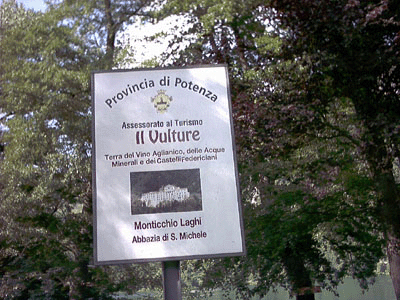 Provincia di Potenza
Assessorato al Turismo
Il Vulture
Terra del Vino Aglianico, delle Acque
Minerali e dei Castelli Federiciani
Monticchio Laghi
Abbazia di S. Michele